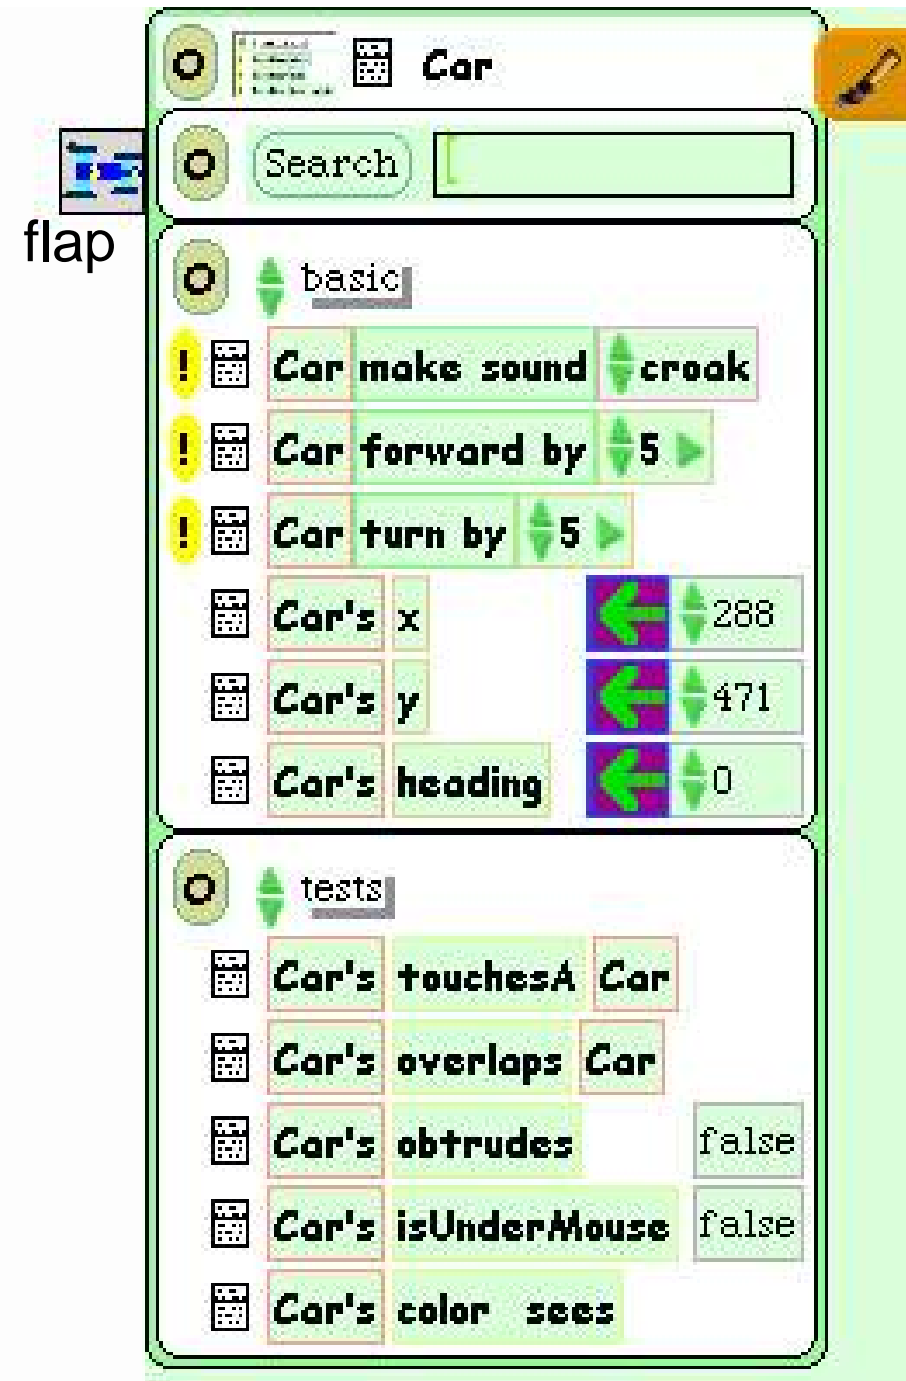 Car
Search
flap
basic
! Car make sound croak
! Car forward by 5
! Car turn by 5
Car's x 288
Car's y 471
Car's heading 0
tests
Car's touchesA Car
Car's overlaps Car
Car's obtrudes false
Car's isUnderMouse false
Car's color sees